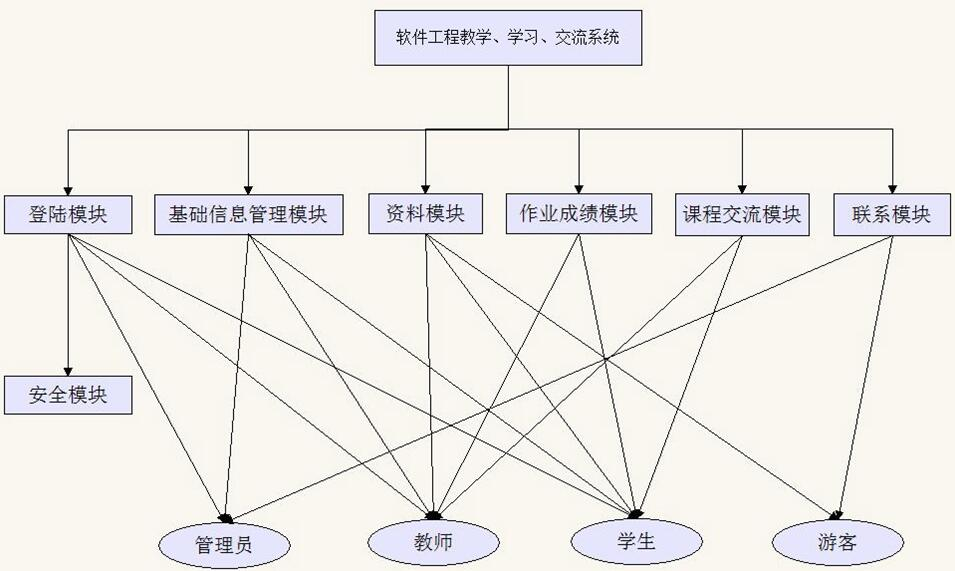 软件工程教学、学习、交流系统
登陆模块
基础信息管理模块
资料模块
作业成绩模块
课程交流模块
联系模块
安全模块
管理员
教师
学生
游客